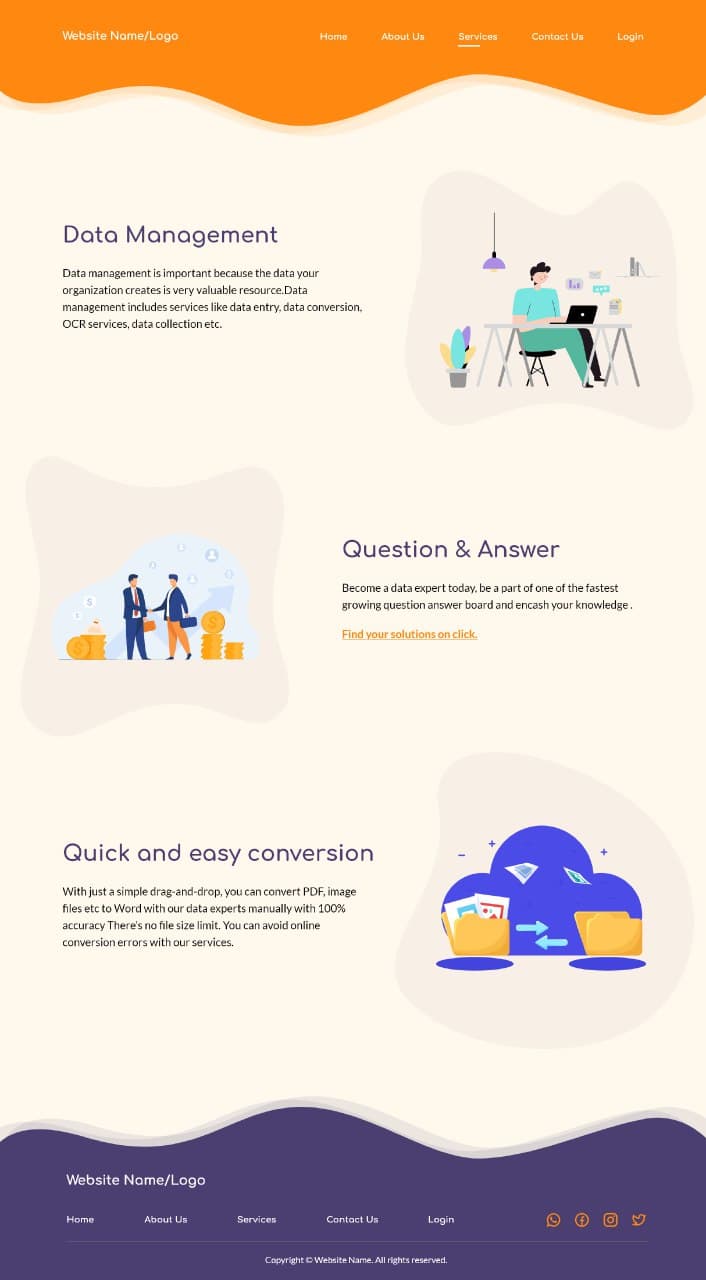 Website Name/Logo
Home About Us Services Contact Us Login
Data Management
Data management is important because the data your
organization creates is very valuable resource.Data
management includes services like data entry, data conversion,
OCR services, data collection etc.
Question & Answer
Become a data expert today, be a part of one of the fastest
growing question answer board and encash your knowledge .
Find your solutions on click.
Quick and easy conversion
With just a simple drag-and-drop, you can convert PDF, image
files etc to Word with our data experts manually with 100%
accuracy There's no file size limit. You can avoid online
conversion errors with our services.
Website Name/Logo
Home About Us Services Contact Us Login
Copyright © Website Name. All rights reserved.